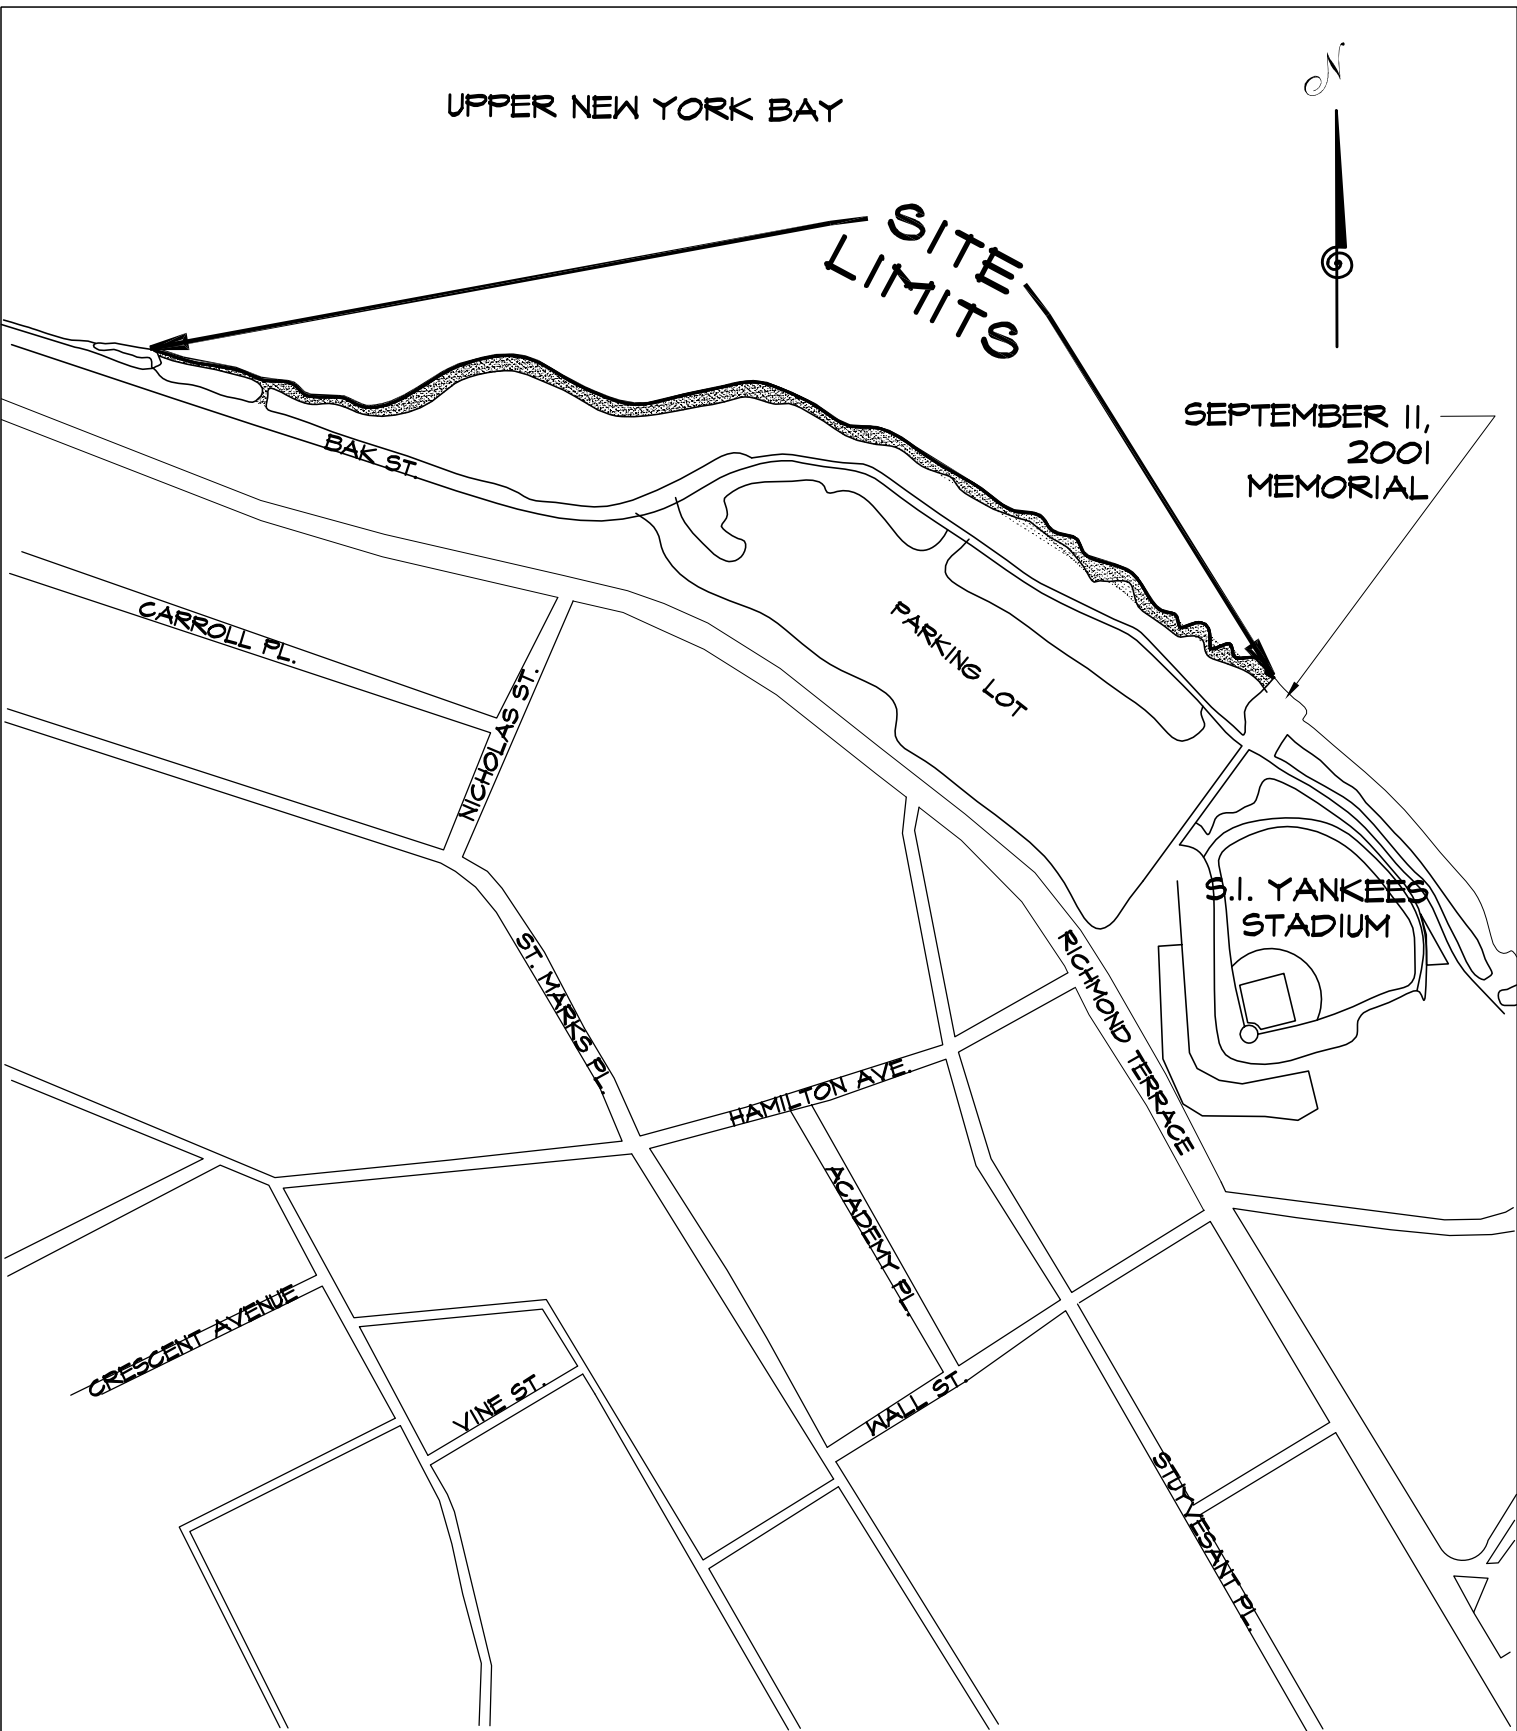 N
UPPER NEW YORK BAY
SITE
LIMITS
SEPTEMBER 11,
2001
MEMORIAL
BAK ST.
CARROLL PL.
PARKING LOT
NICHOLAS ST.
S.I. YANKEES
STADIUM
ST. MARKS PL.
RICHMOND TERRACE
HAMILTON AVE.
ACADEMY PL.
CRESCENT AVENUE
VINE ST.
WALL ST.
STUYVESANT PL.